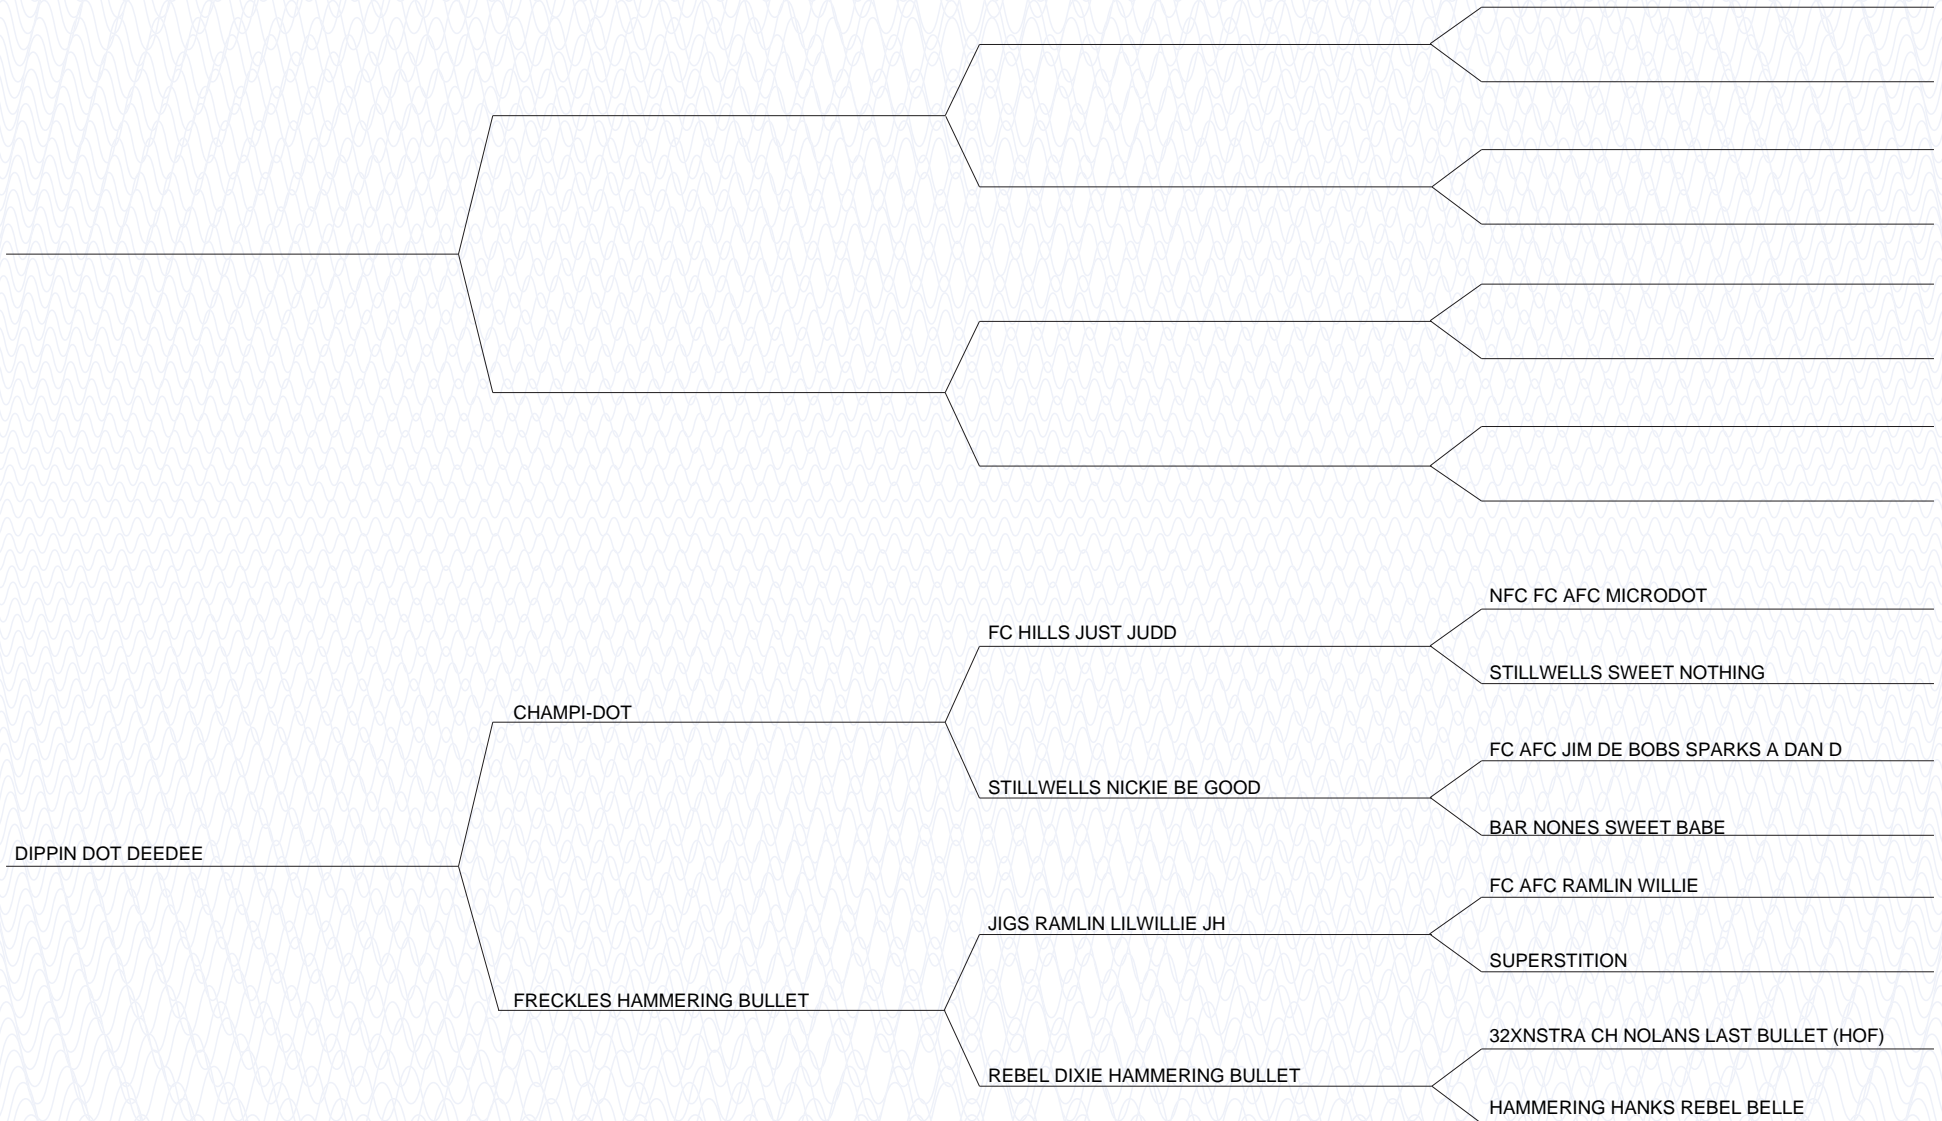 NFC FC AFC MICRODOT
FC HILLS JUST JUDD
STILLWELLS SWEET NOTHING
CHAMPI-DOT
FC AFC JIM DE BOBS SPARKS A DAN D
STILLWELLS NICKIE BE GOOD
BAR NONES SWEET BABE
DIPPIN DOT DEEDEE
FC AFC RAMLIN WILLIE
JIGS RAMLIN LILWILLIE JH
SUPERSTITION
FRECKLES HAMMERING BULLET
32XNSTRA CH NOLANS LAST BULLET (HOF)
REBEL DIXIE HAMMERING BULLET
HAMMERING HANKS REBEL BELLE